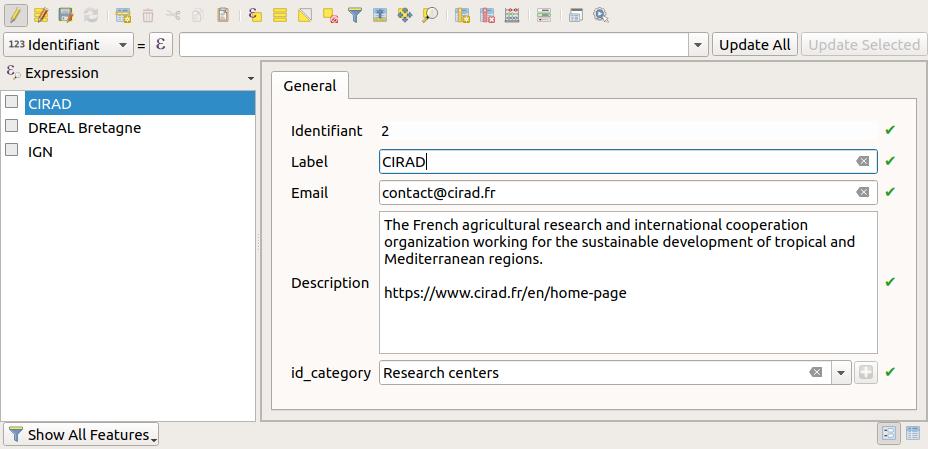 123 Identifiant = ε Update All Update Selected
Expression
General
CIRAD
DREAL Bretagne
IGN
Identifiant 2
Label CIRAD
Email contact@cirad.fr
Description
The French agricultural research and international cooperation
organization working for the sustainable development of tropical and
Mediterranean regions.
https://www.cirad.fr/en/home-page
id_category Research centers
Show All Features